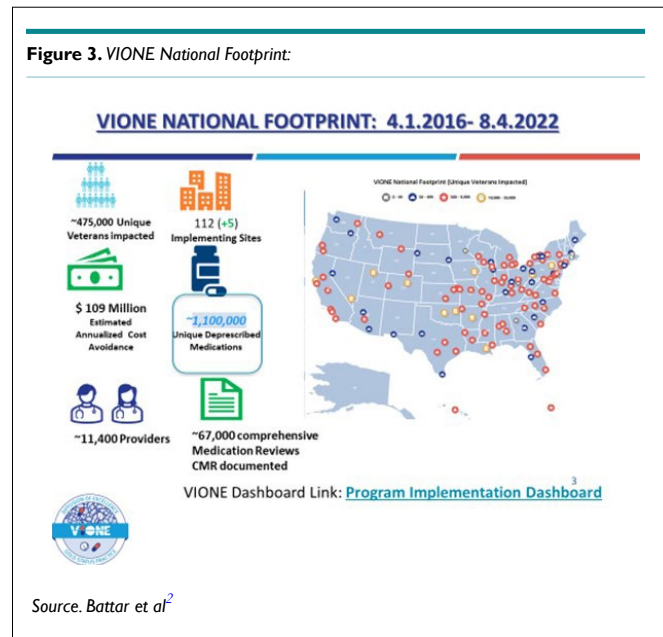 Figure 3. VIONE National Footprint:
VIONE NATIONAL FOOTPRINT: 4.1.2016- 8.4.2022
~475,000 Unique
Veterans impacted
112 (+5)
Implementing Sites
$ 109 Million
Estimated
Annualized Cost
Avoidance
~1,100,000
Unique Deprescribed
Medications
~11,400 Providers
~67,000 comprehensive
Medication Reviews
CMR documented
VIONE National Footprint (Unique Veterans Impacted)
3
VIONE Dashboard Link: Program Implementation Dashboard
VIONE
Source. Battar et al2